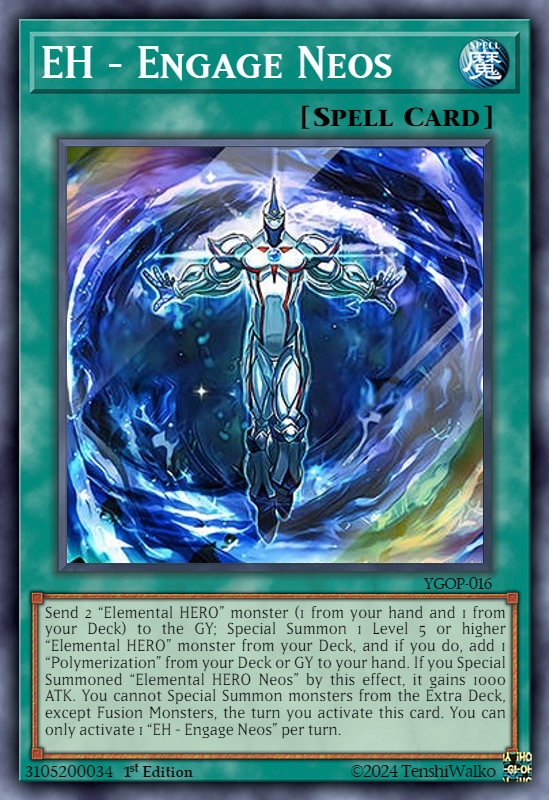 EH - Engage Neos
SPELL
魔
[Spell Card]
YGOP-016
Send 2 “Elemental HERO” monster (1 from your hand and 1 from
your Deck) to the GY; Special Summon 1 Level 5 or higher
“Elemental HERO” monster from your Deck, and if you do, add 1
“Polymerization” from your Deck or GY to your hand. If you Special
Summoned “Elemental HERO Neos” by this effect, it gains 1000
ATK. You cannot Special Summon monsters from the Extra Deck,
except Fusion Monsters, the turn you activate this card. You can
only activate 1 “EH - Engage Neos” per turn.
3105200034 1st Edition ©2024 TenshiWalko